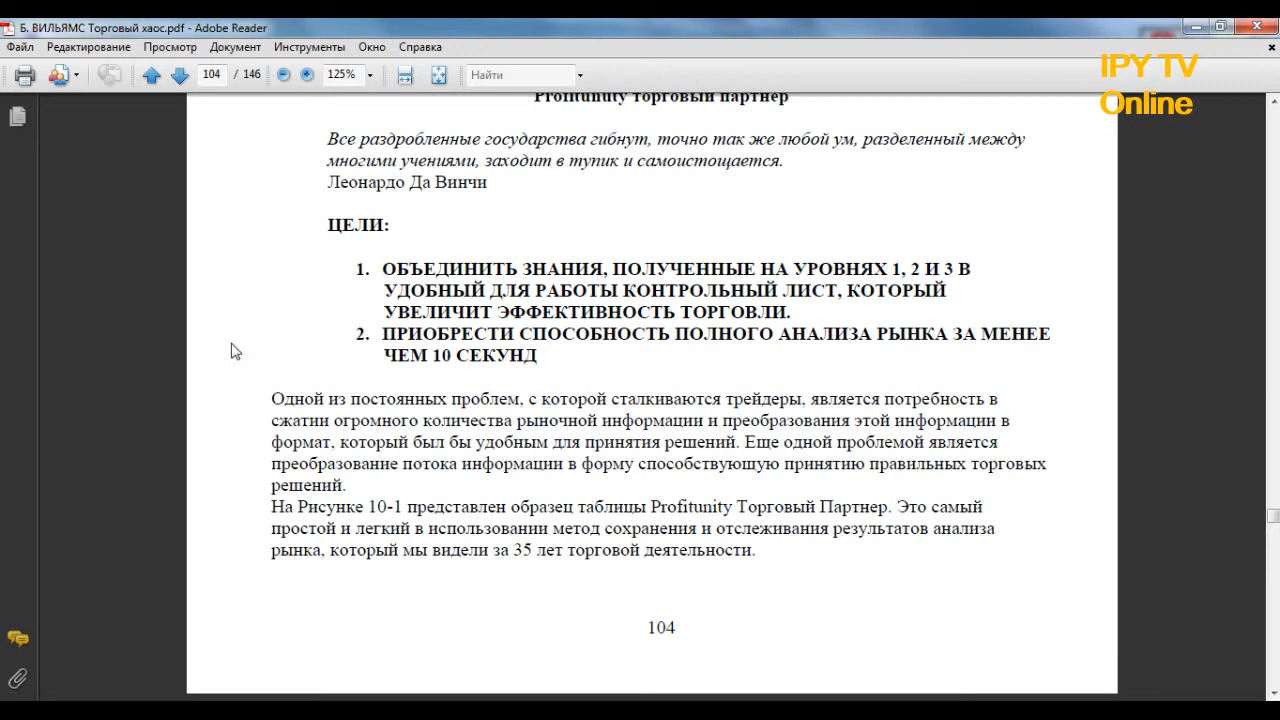 Б. ВИЛЬЯМС Торговый хаос.pdf - Adobe Reader
Файл Редактирование Просмотр Документ Инструменты Окно Справка
104 / 146 125% Найти
IPY TV
Online
Profitunity торговый партнер
Все раздробленные государства гибнут, точно так же любой ум, разделенный между
многими учениями, заходит в тупик и самоистощается.
Леонардо Да Винчи
ЦЕЛИ:
1. ОБЪЕДИНИТЬ ЗНАНИЯ, ПОЛУЧЕННЫЕ НА УРОВНЯХ 1, 2 И 3 В
УДОБНЫЙ ДЛЯ РАБОТЫ КОНТРОЛЬНЫЙ ЛИСТ, КОТОРЫЙ
УВЕЛИЧИТ ЭФФЕКТИВНОСТЬ ТОРГОВЛИ.
2. ПРИОБРЕСТИ СПОСОБНОСТЬ ПОЛНОГО АНАЛИЗА РЫНКА ЗА МЕНЕЕ
ЧЕМ 10 СЕКУНД
Одной из постоянных проблем, с которой сталкиваются трейдеры, является потребность в
сжатии огромного количества рыночной информации и преобразования этой информации в
формат, который был бы удобным для принятия решений. Еще одной проблемой является
преобразование потока информации в форму способствующую принятию правильных торговых
решений.
На Рисунке 10-1 представлен образец таблицы Profitunity Торговый Партнер. Это самый
простой и легкий в использовании метод сохранения и отслеживания результатов анализа
рынка, который мы видели за 35 лет торговой деятельности.
104